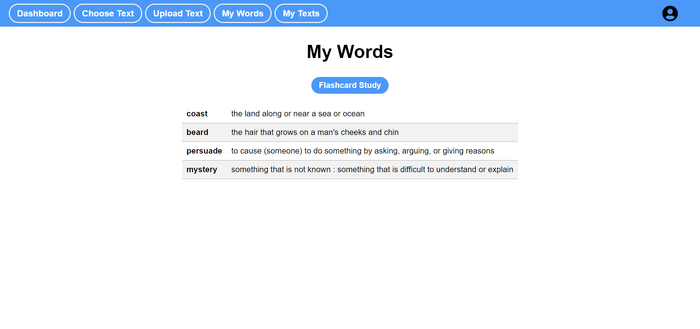 Dashboard Choose Text Upload Text My Words My Texts
My Words
Flashcard Study
coast the land along or near a sea or ocean
beard the hair that grows on a man's cheeks and chin
persuade to cause (someone) to do something by asking, arguing, or giving reasons
mystery something that is not known : something that is difficult to understand or explain